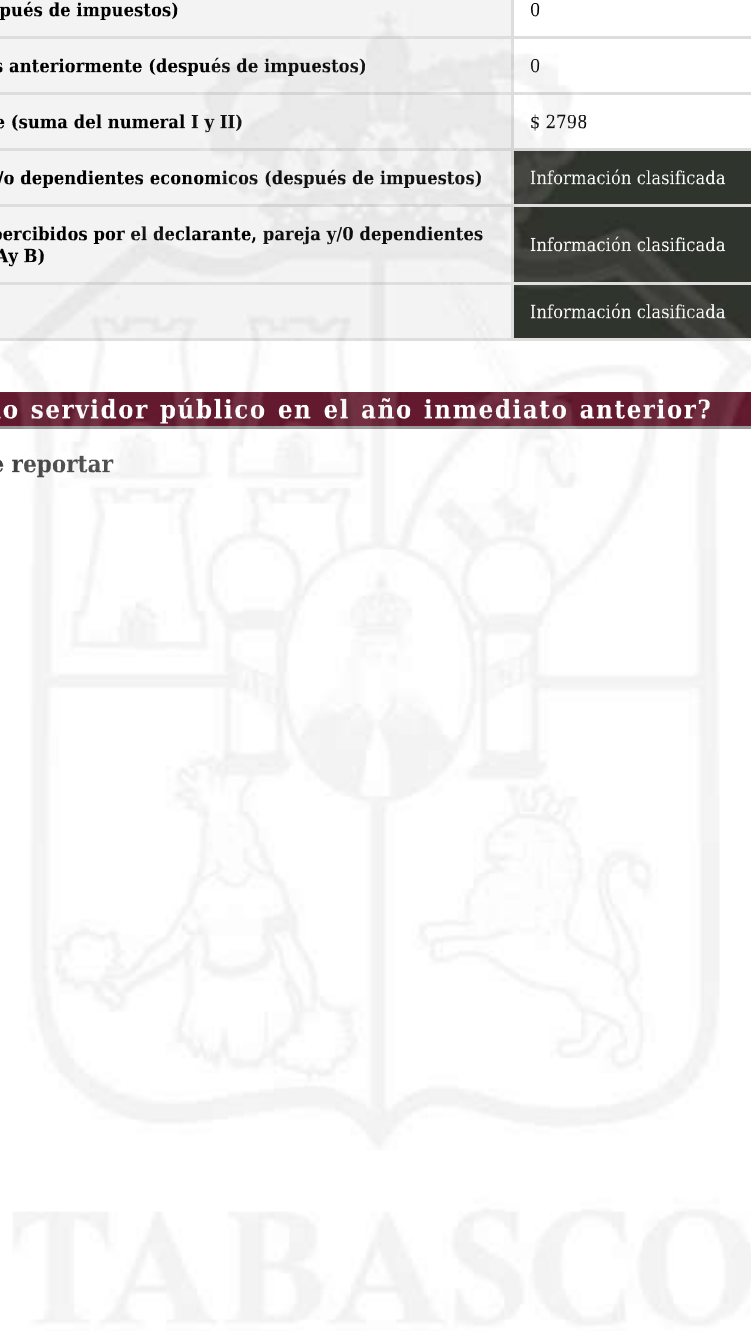 pués de impuestos)
0
s anteriormente (después de impuestos)
0
e (suma del numeral I y II)
$ 2798
/o dependientes economicos (después de impuestos)
Información clasificada
ercibidos por el declarante, pareja y/0 dependientes
Ay B)
Información clasificada
Información clasificada
o servidor público en el año inmediato anterior?
e reportar
TABASCO